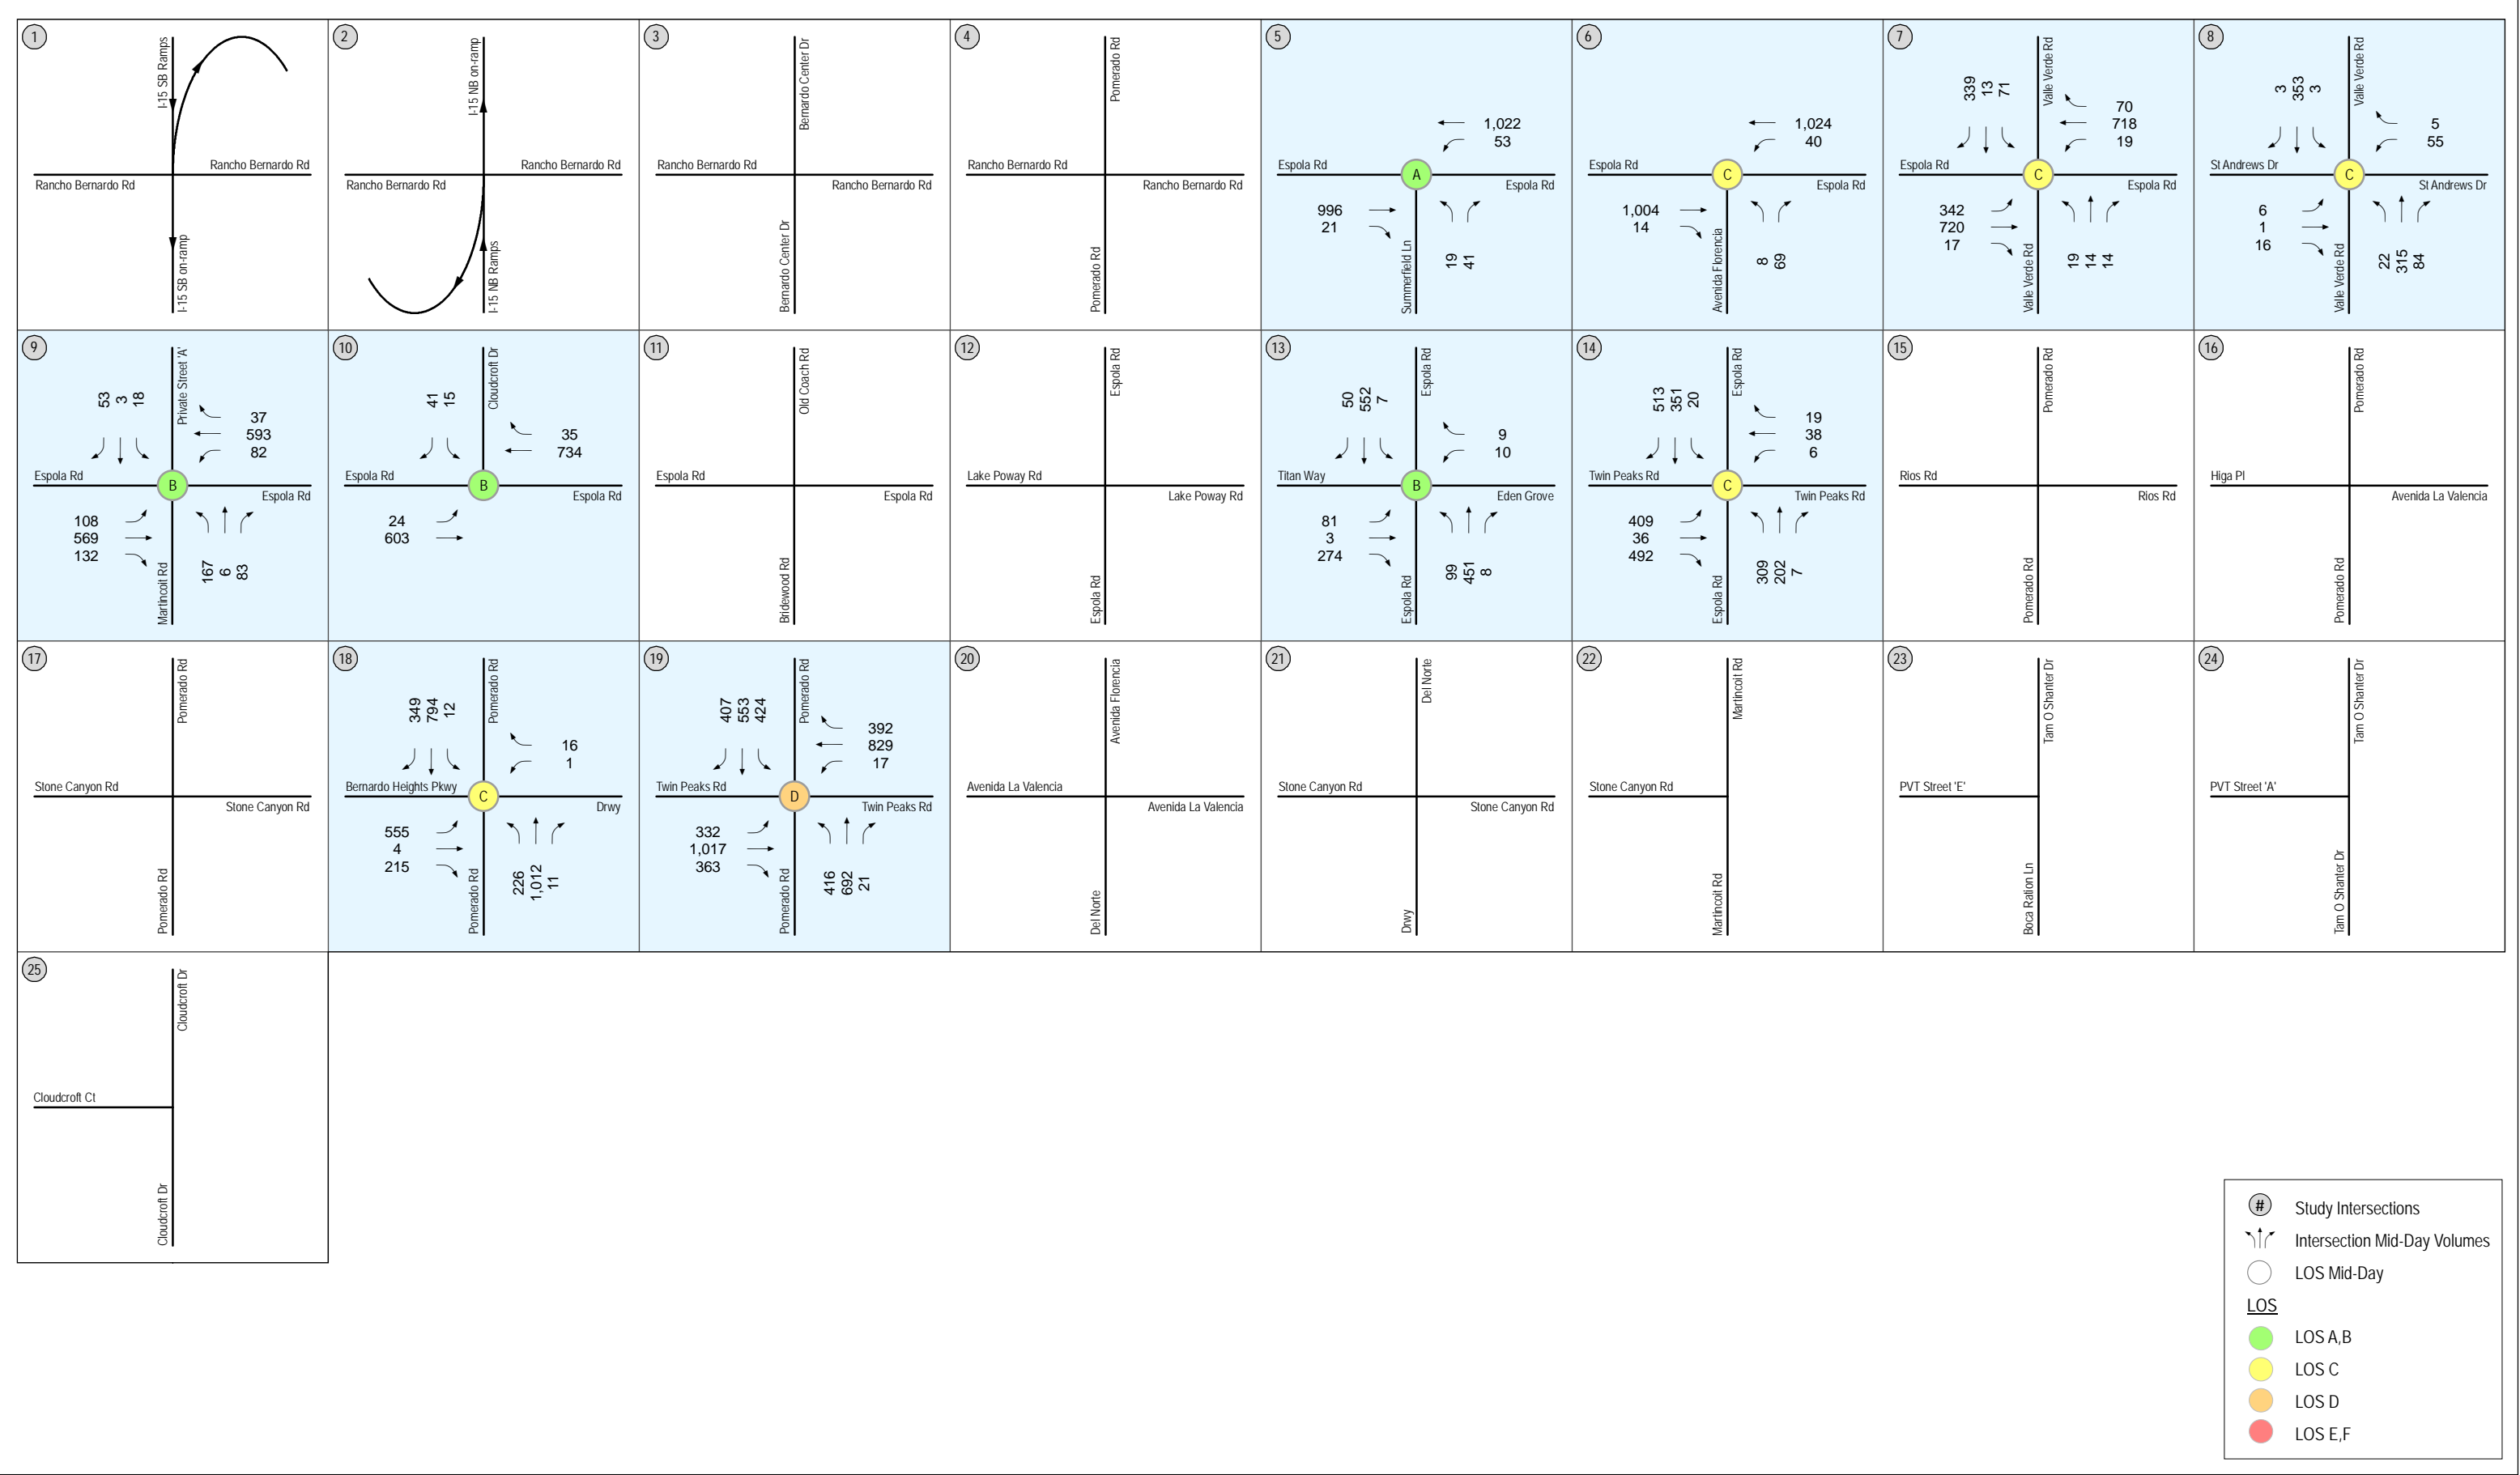 1
I-15 SB Ramps
Rancho Bernardo Rd
Rancho Bernardo Rd
I-15 SB on-ramp
2
I-15 NB on-ramp
Rancho Bernardo Rd
Rancho Bernardo Rd
I-15 NB Ramps
3
Bernardo Center Dr
Rancho Bernardo Rd
Rancho Bernardo Rd
Bernardo Center Dr
4
Pomerado Rd
Rancho Bernardo Rd
Rancho Bernardo Rd
Pomerado Rd
5
1,022
53
Espola Rd
A
Espola Rd
996
21
Summerfield Ln
19
41
6
1,024
40
Espola Rd
C
Espola Rd
1,004
14
Avenida Florencia
8
69
7
339
13
71
Valle Verde Rd
70
718
19
Espola Rd
C
Espola Rd
342
720
17
Valle Verde Rd
19
14
14
8
3
353
3
Valle Verde Rd
5
55
St Andrews Dr
C
St Andrews Dr
6
1
16
Valle Verde Rd
22
315
84
9
53
3
18
Private Street 'A'
37
593
82
Espola Rd
B
Espola Rd
108
569
132
Martincoit Rd
167
6
83
10
41
15
Cloudcroft Dr
35
734
Espola Rd
B
Espola Rd
24
603
11
Old Coach Rd
Espola Rd
Espola Rd
Bridewood Rd
12
Espola Rd
Lake Poway Rd
Lake Poway Rd
Espola Rd
13
50
552
7
Espola Rd
9
10
Titan Way
B
Eden Grove
81
3
274
Espola Rd
99
451
8
14
513
351
20
Espola Rd
19
38
6
Twin Peaks Rd
C
Twin Peaks Rd
409
36
492
Espola Rd
309
202
7
15
Pomerado Rd
Rios Rd
Rios Rd
Pomerado Rd
16
Pomerado Rd
Higa Pl
Avenida La Valencia
Pomerado Rd
17
Pomerado Rd
Stone Canyon Rd
Stone Canyon Rd
Pomerado Rd
18
349
794
12
Pomerado Rd
16
1
Bernardo Heights Pkwy
C
Drwy
555
4
215
Pomerado Rd
226
1,012
11
19
407
553
424
Pomerado Rd
392
829
17
Twin Peaks Rd
D
Twin Peaks Rd
332
1,017
363
Pomerado Rd
416
692
21
20
Avenida Florencia
Avenida La Valencia
Avenida La Valencia
Del Norte
21
Del Norte
Stone Canyon Rd
Stone Canyon Rd
Drwy
22
Martincoit Rd
Stone Canyon Rd
Martincoit Rd
23
Tam O Shanter Dr
PVT Street 'E'
Boca Ration Ln
24
Tam O Shanter Dr
PVT Street 'A'
Tam O Shanter Dr
25
Cloudcroft Dr
Cloudcroft Ct
Cloudcroft Dr
# Study Intersections
Intersection Mid-Day Volumes
LOS Mid-Day
LOS
LOS A,B
LOS C
LOS D
LOS E,F